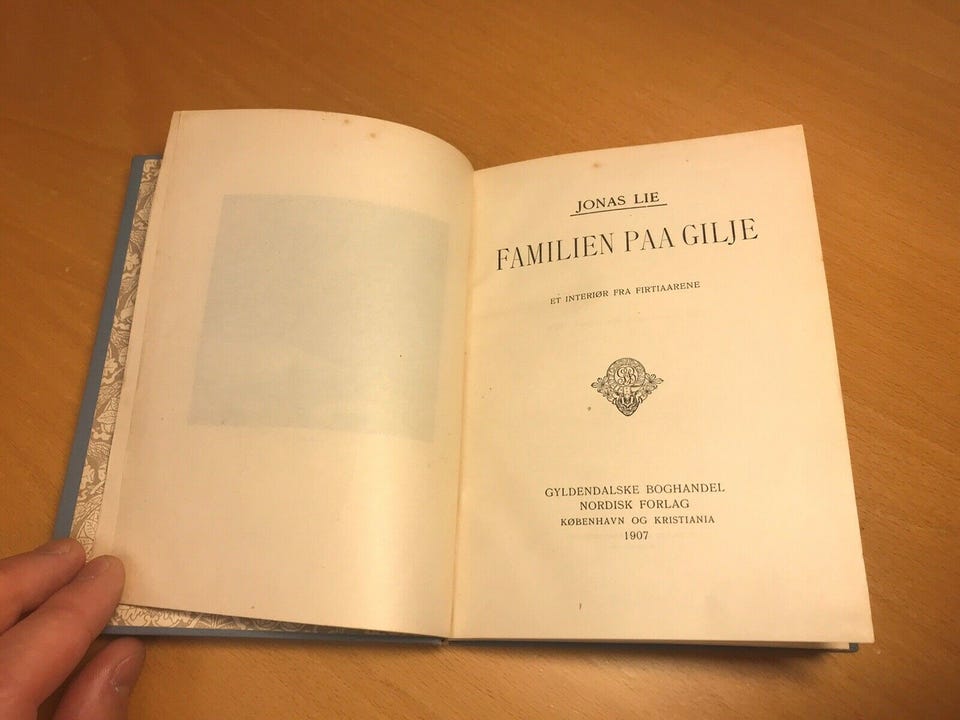 JONAS LIE
FAMILIEN PAA GILJE
ET INTERIØR FRA FIRTIAARENE
GYLDENDALSKE BOGHANDEL
NORDISK FORLAG
KØBENHAVN OG KRISTIANIA
1907